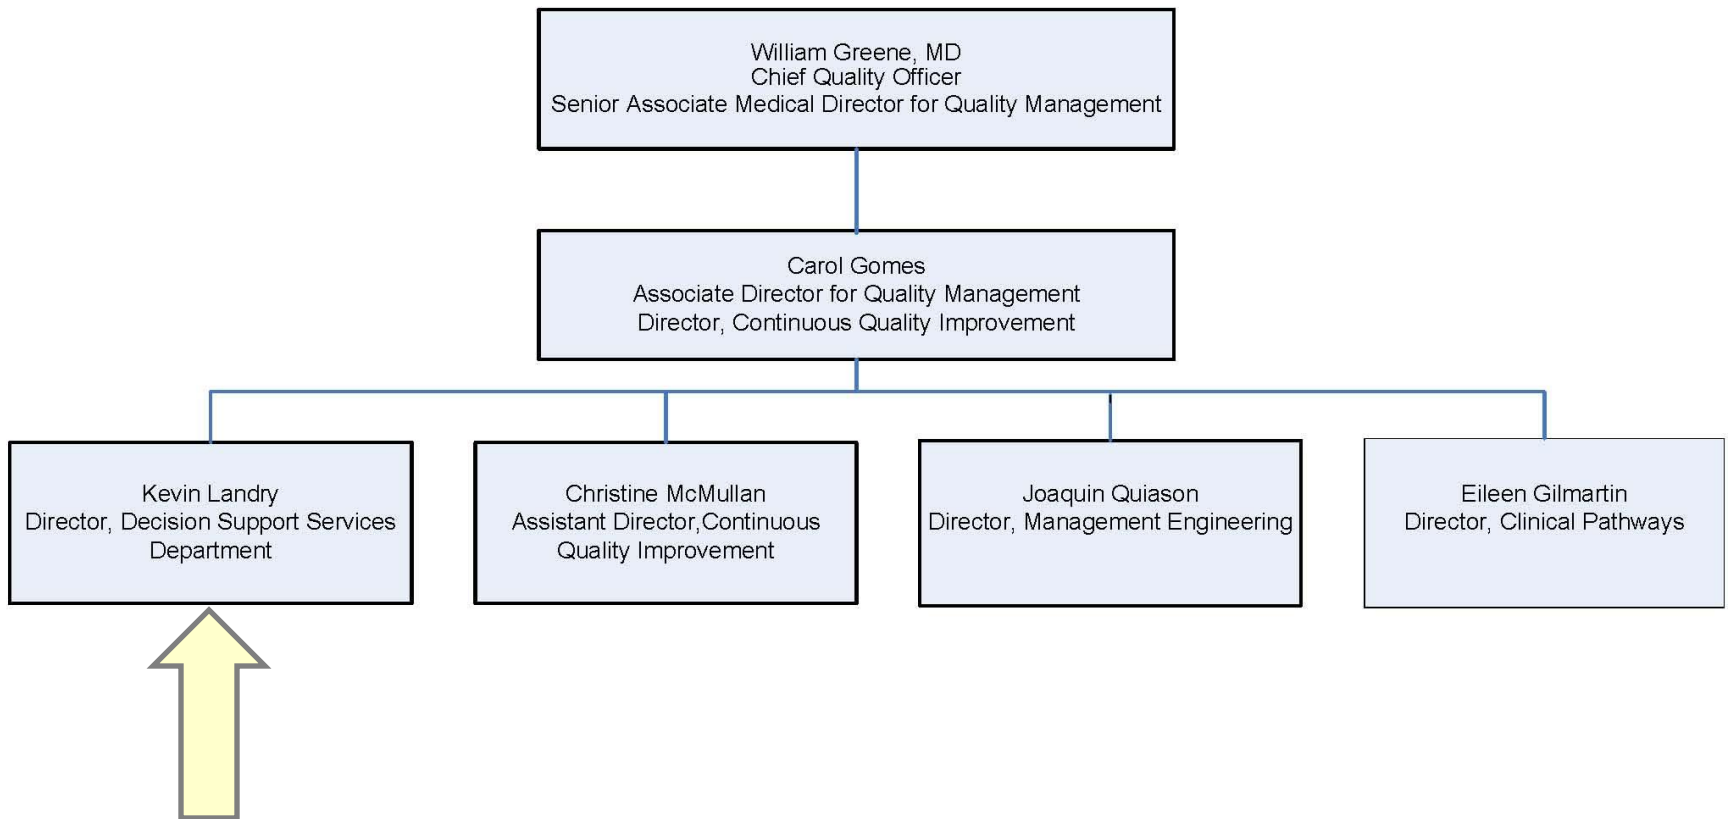 William Greene, MD
Chief Quality Officer
Senior Associate Medical Director for Quality Management
Carol Gomes
Associate Director for Quality Management
Director, Continuous Quality Improvement
Kevin Landry
Director, Decision Support Services
Department
Christine McMullan
Assistant Director,Continuous
Quality Improvement
Joaquin Quiason
Director, Management Engineering
Eileen Gilmartin
Director, Clinical Pathways